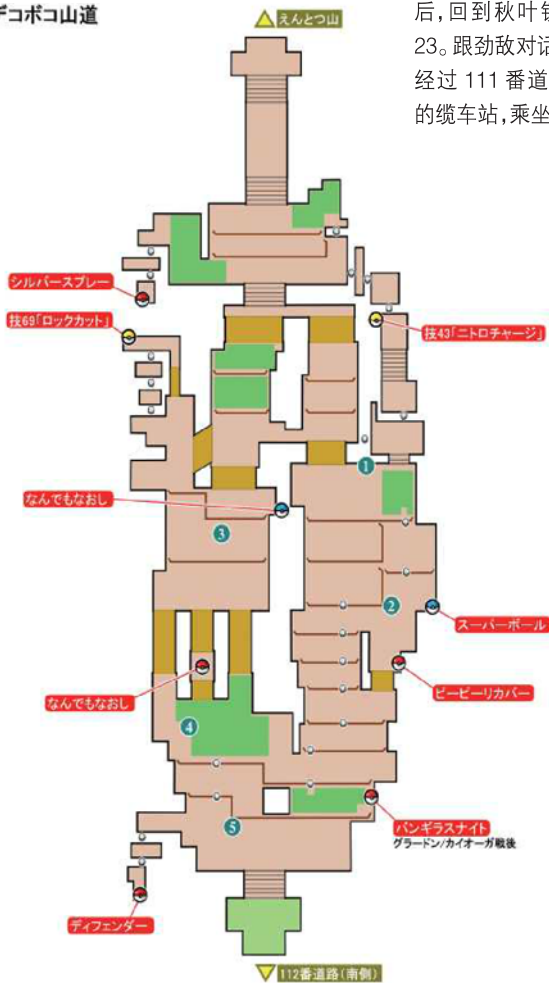 デコボコ山道
えんとつ山
后,回到秋叶镇
23。跟劲敌对话
经过 111 番道
的缆车站,乘坐
シルバースプレー
技69「ロックカット」
技43「ニトロチャージ」
1
なんでもなおし
3
2
スーパーボール
ピーピーリカバー
なんでもなおし
4
バンギラスナイト
グラードン/カイオーガ戦後
5
ディフェンダー
112番道路(南側)